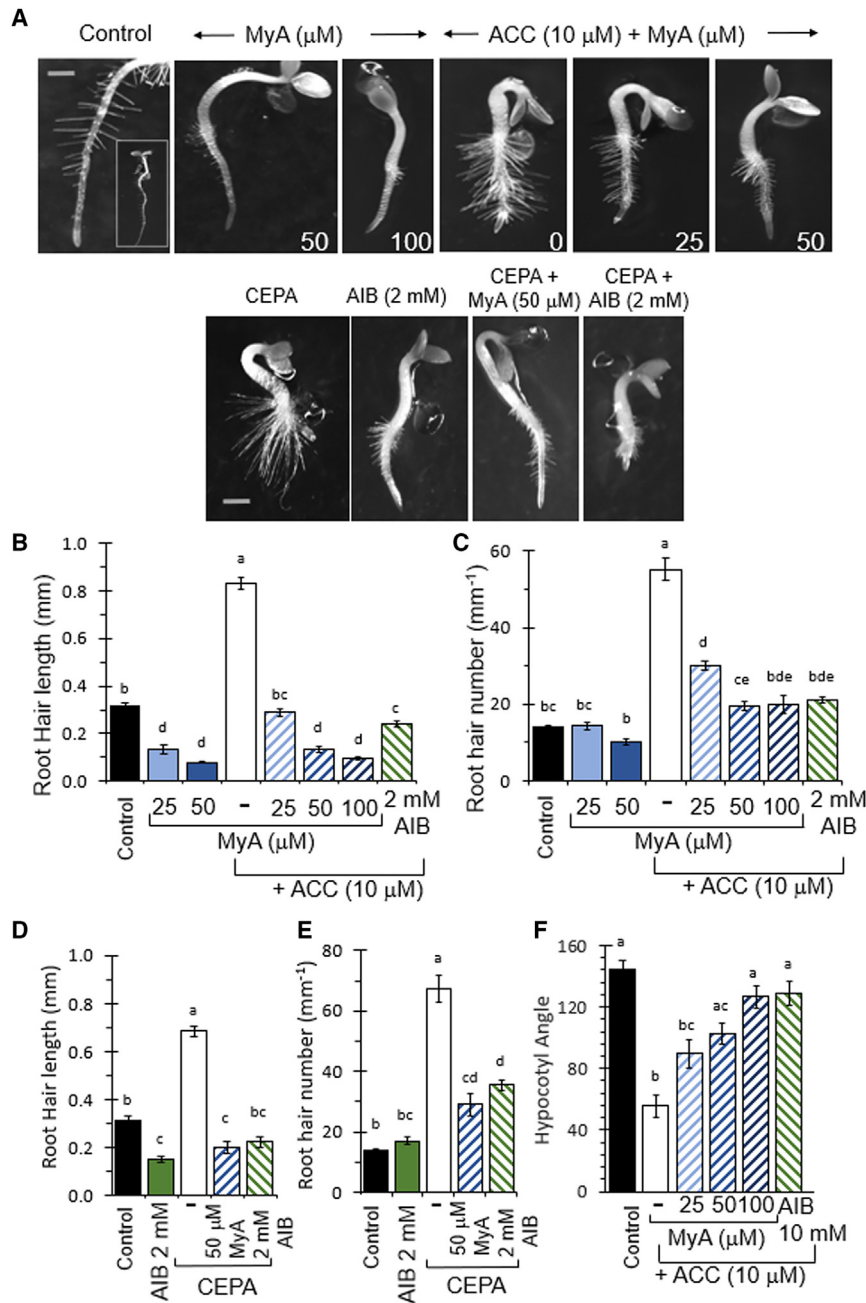 A
Control
MyA (μM)
ACC (10 μM) + MyA (μM)
50
100
0
25
50
CEPA
AIB (2 mM)
CEPA +
MyA (50 μM)
CEPA +
AIB (2 mM)
B
Root Hair length (mm)
1.0
0.8
0.6
0.4
0.2
0.0
b
d
d
a
bc
d
d
c
Control
25
50
-
25
50
100
2 mM
AIB
MyA (μM)
+ ACC (10 μM)
C
Root hair number (mm⁻¹)
60
40
20
0
bc
bc
b
a
d
ce
bde
bde
Control
25
50
-
25
50
100
2 mM
AIB
MyA (μM)
+ ACC (10 μM)
D
Root Hair length (mm)
1.0
0.8
0.6
0.4
0.2
0.0
b
c
a
c
bc
Control
AIB 2 mM
-
50 μM
MyA
2 mM
AIB
CEPA
E
Root hair number (mm⁻¹)
80
60
40
20
0
b
bc
a
cd
d
Control
AIB 2 mM
-
50 μM
MyA
2 mM
AIB
CEPA
F
Hypocotyl Angle
160
120
80
40
0
a
b
bc
ac
a
a
Control
-
25
50
100
AIB
10 mM
MyA (μM)
+ ACC (10 μM)